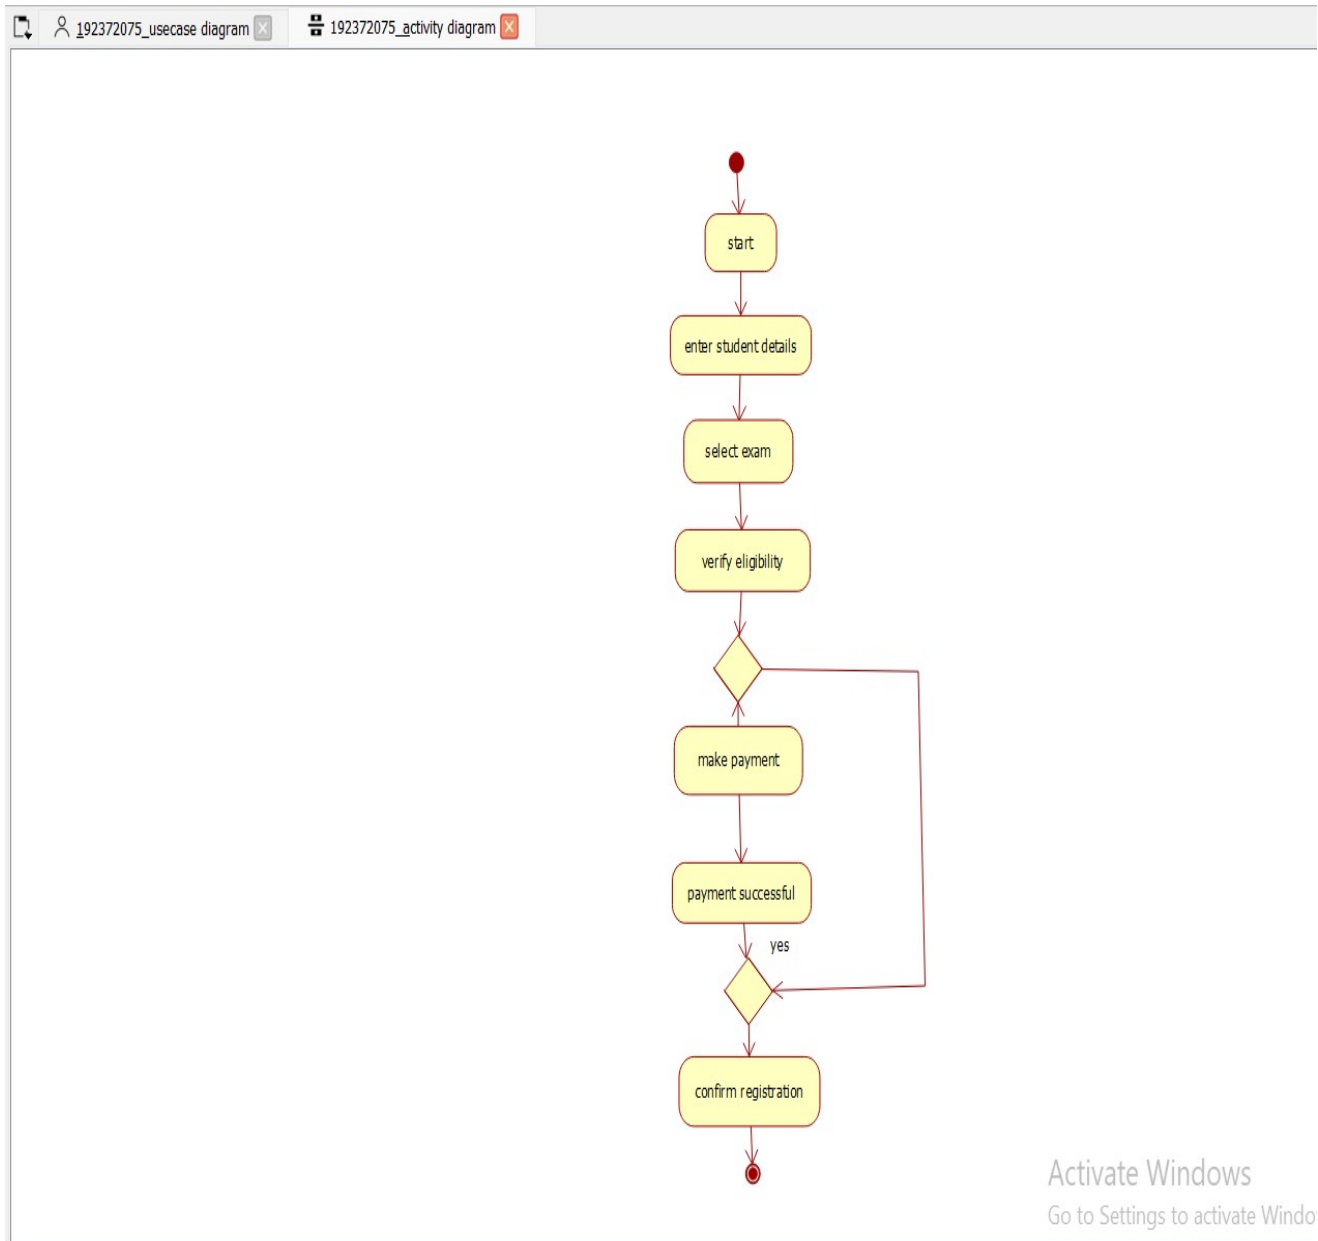 192372075_usecase diagram
192372075_activity diagram
start
enter student details
select exam
verify eligibility
make payment
payment successful
yes
confirm registration
Activate Windows
Go to Settings to activate Windo